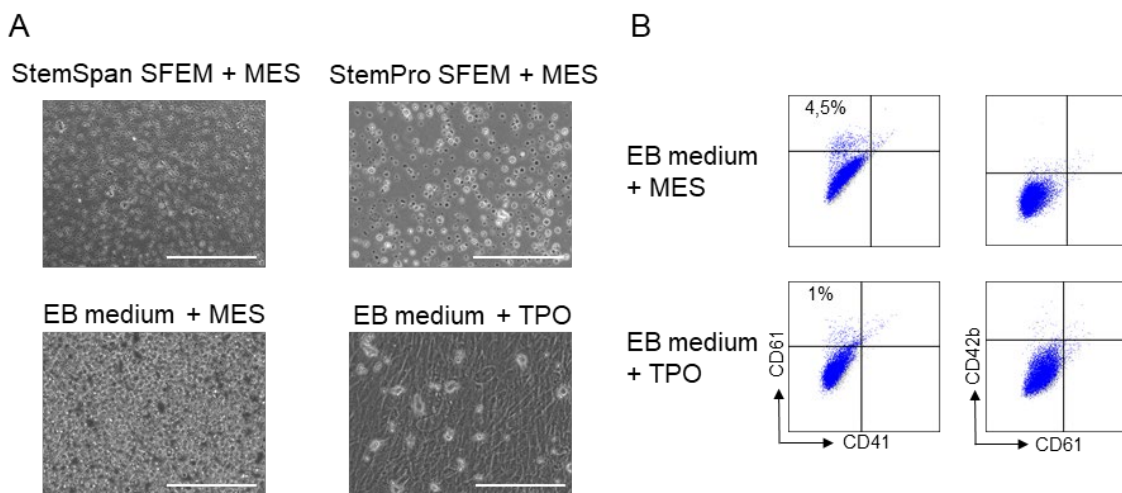 A
StemSpan SFEM + MES
StemPro SFEM + MES
EB medium + MES
EB medium + TPO
B
EB medium
+ MES
4,5%
EB medium
+ TPO
1%
CD61
CD41
CD42b
CD61